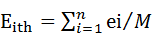 E_ith = ∑_{i=1}^{n} ei/M